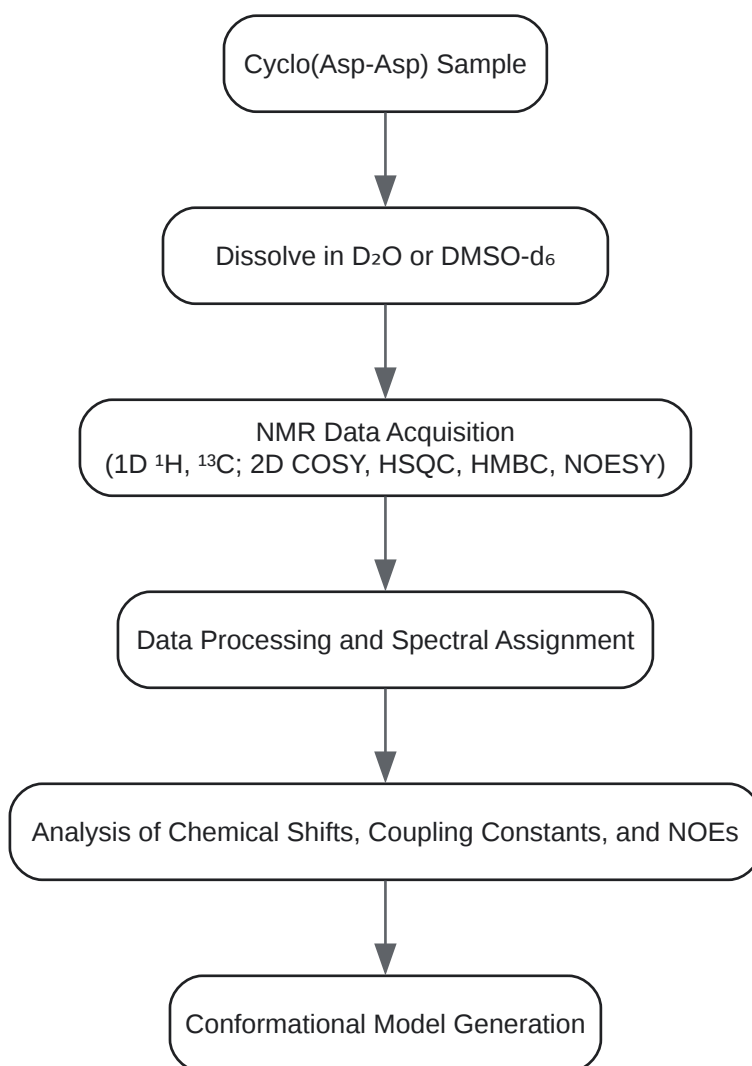 Cyclo(Asp-Asp) Sample
Dissolve in D₂O or DMSO-d₆
NMR Data Acquisition
(1D ¹H, ¹³C; 2D COSY, HSQC, HMBC, NOESY)
Data Processing and Spectral Assignment
Analysis of Chemical Shifts, Coupling Constants, and NOEs
Conformational Model Generation